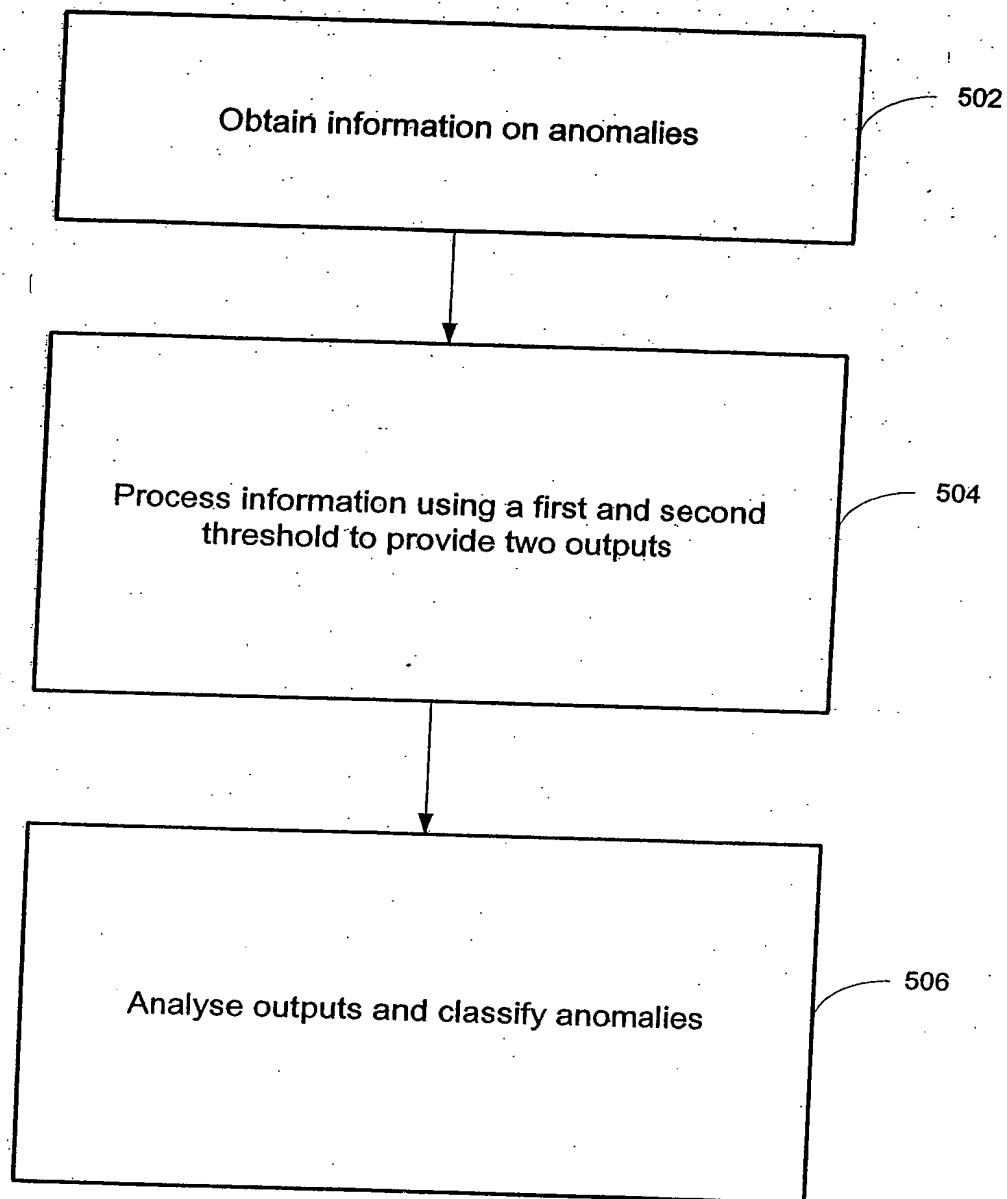 Obtain information on anomalies
502
Process information using a first and second
threshold to provide two outputs
504
Analyse outputs and classify anomalies
506